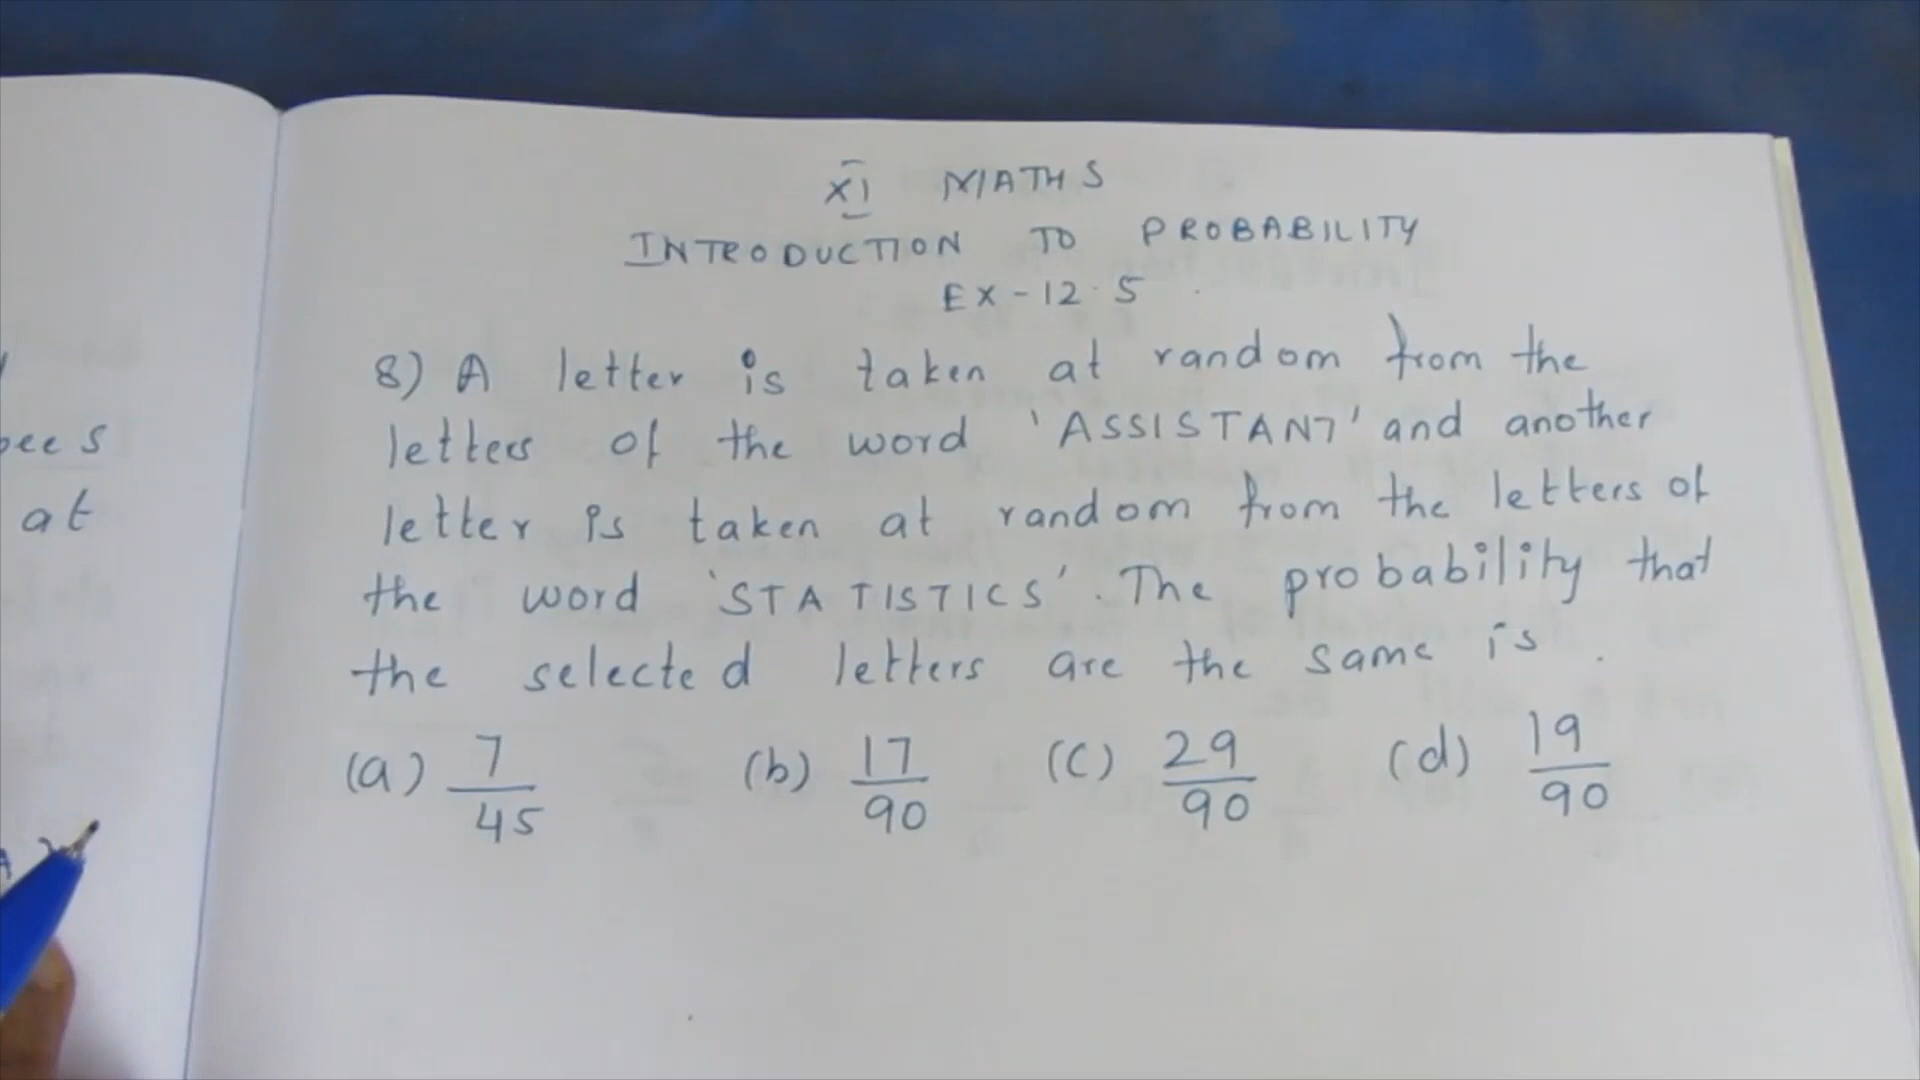 ees
at
XI MATHS
INTRODUCTION TO PROBABILITY
EX-12.5
8) A letter is taken at random from the
letters of the word 'ASSISTANT' and another
letter is taken at random from the letters of
the word 'STATISTICS'. The probability that
the selected letters are the same is.
(a) 7/45 (b) 17/90 (c) 29/90 (d) 19/90